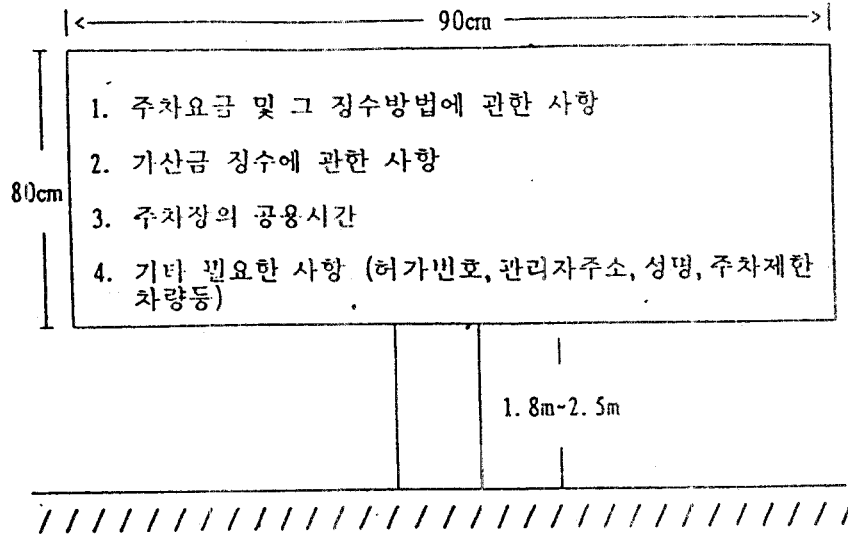 90cm
80cm
1. 주차요금 및 그 징수방법에 관한 사항
2. 가산금 징수에 관한 사항
3. 주차장의 공용시간
4. 기타 필요한 사항 (허가번호, 관리자주소, 성명, 주차제한
차량등)
1.8m~2.5m